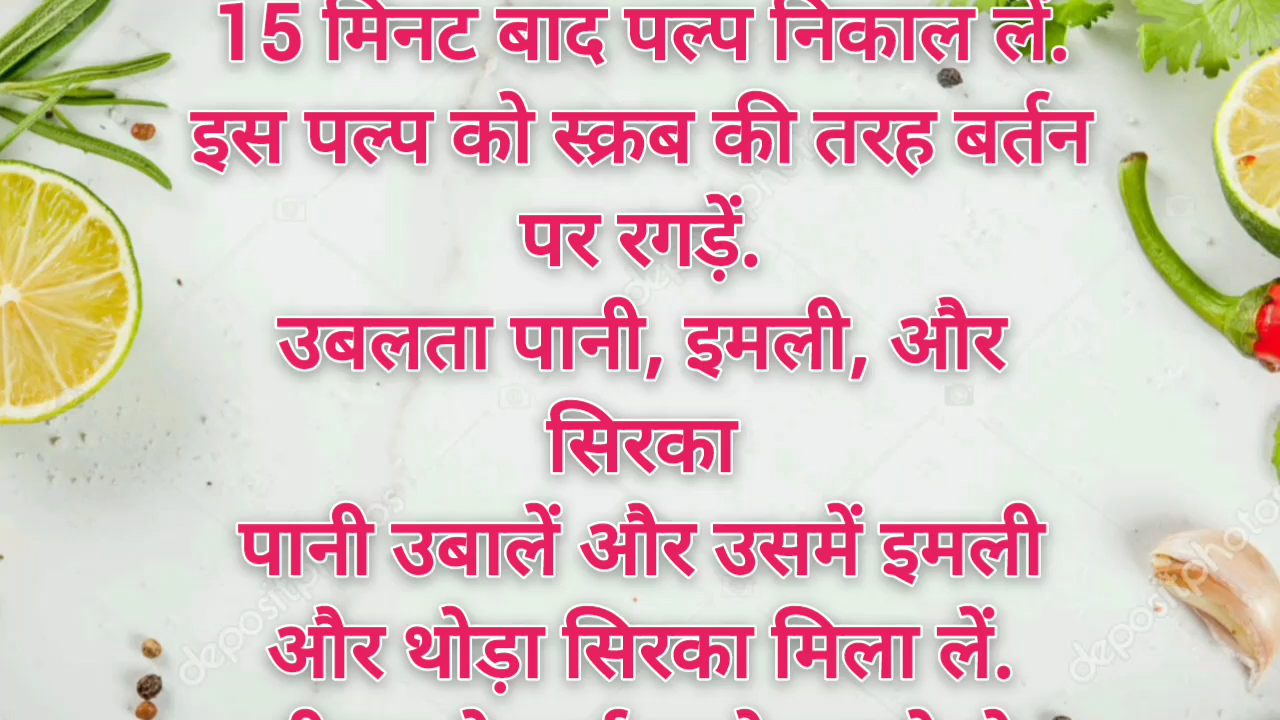 15 मिनट बाद पल्प निकाल लें.
इस पल्प को स्क्रब की तरह बर्तन
पर रगड़ें.
उबलता पानी, इमली, और
सिरका
पानी उबालें और उसमें इमली
और थोड़ा सिरका मिला लें.
depositphotos